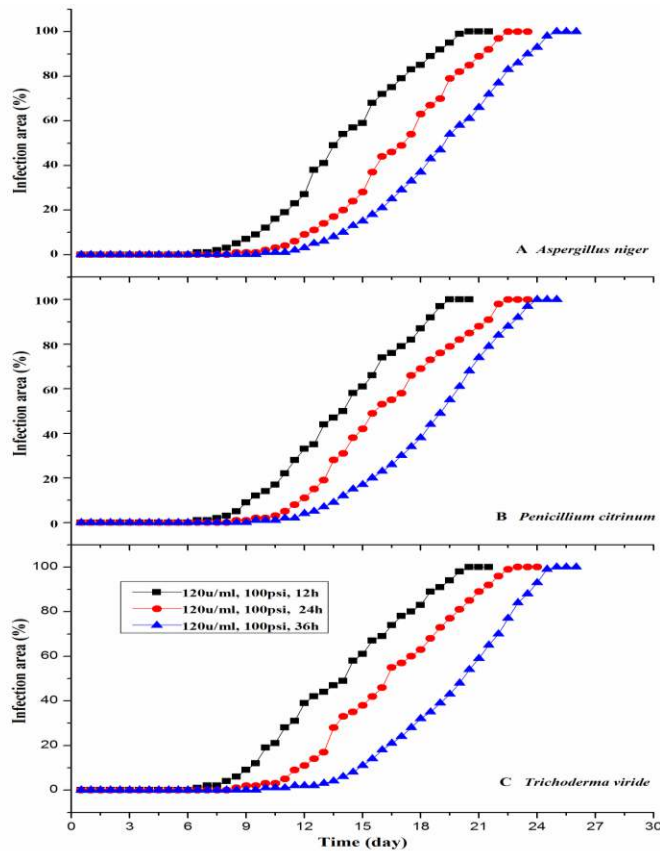 100
80
60
40
20
0
Infection area (%)
A Aspergillus niger
100
80
60
40
20
0
Infection area (%)
B Penicillium citrinum
100
80
60
40
20
0
Infection area (%)
120u/ml, 100psi, 12h
120u/ml, 100psi, 24h
120u/ml, 100psi, 36h
C Trichoderma viride
0 3 6 9 12 15 18 21 24 27 30
Time (day)